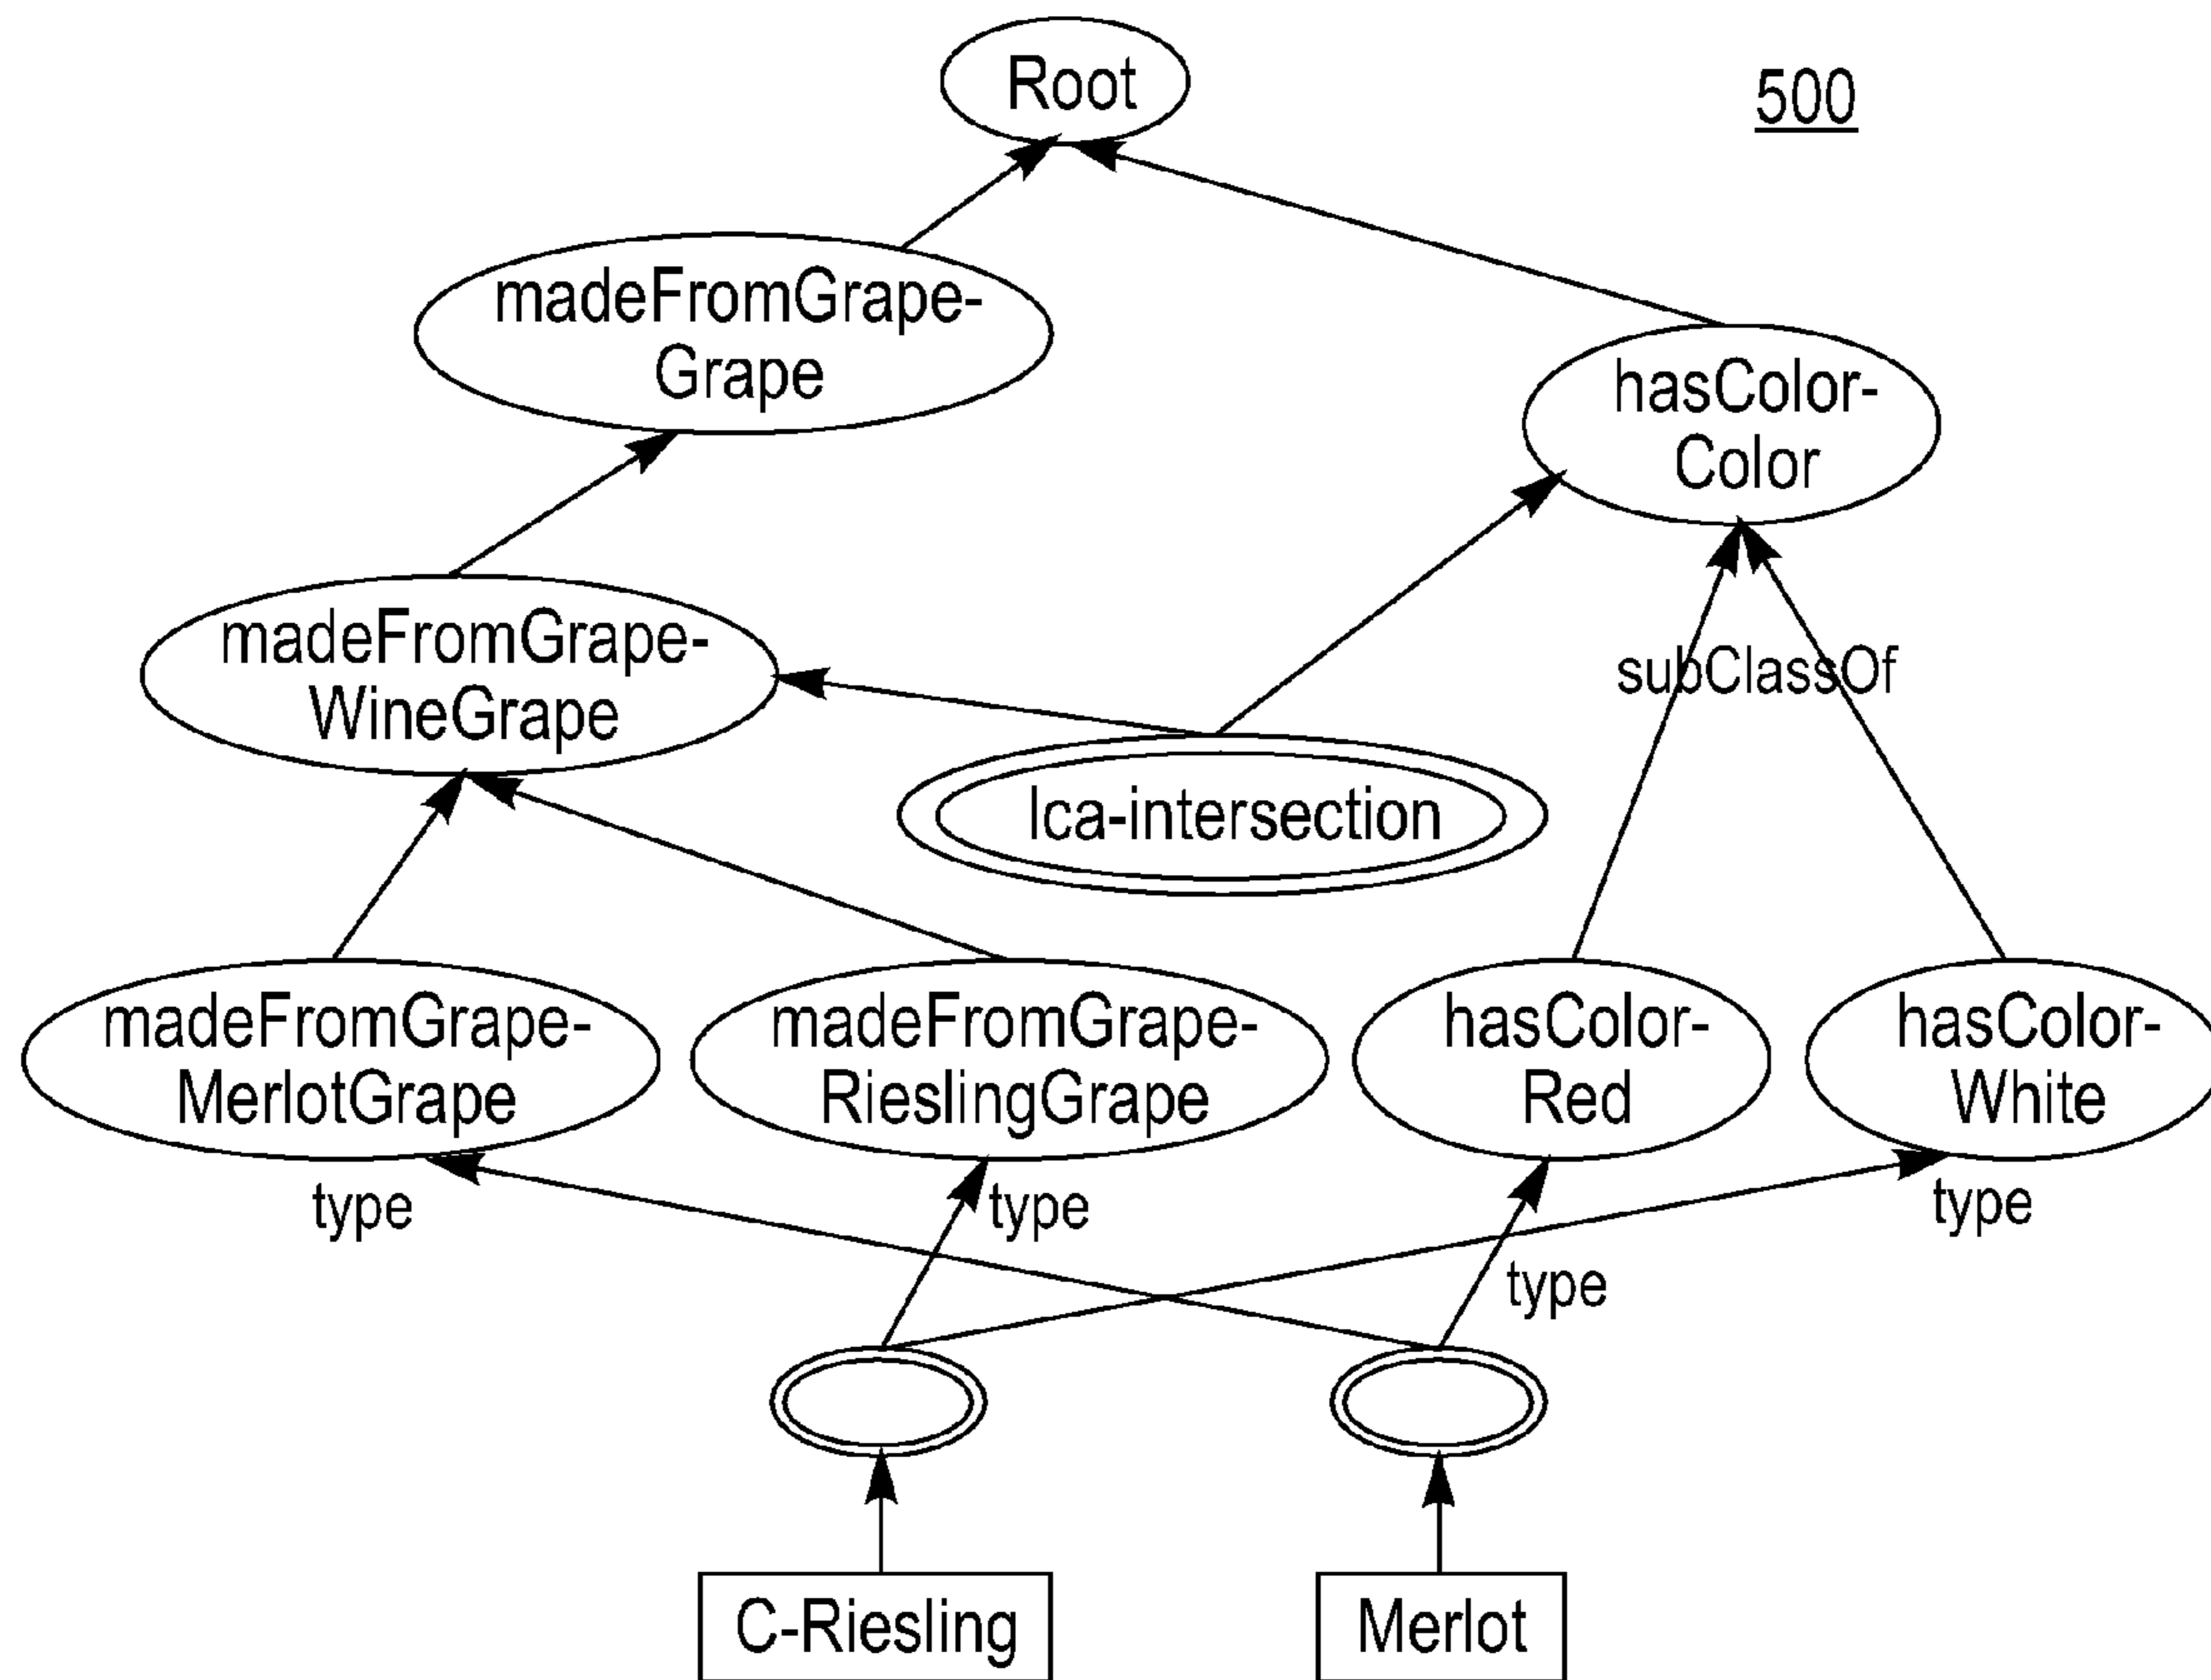 Root
500
madeFromGrape-
Grape
hasColor-
Color
madeFromGrape-
WineGrape
subClassOf
lca-intersection
madeFromGrape-
MerlotGrape
madeFromGrape-
RieslingGrape
hasColor-
Red
hasColor-
White
type
type
type
type
C-Riesling
Merlot